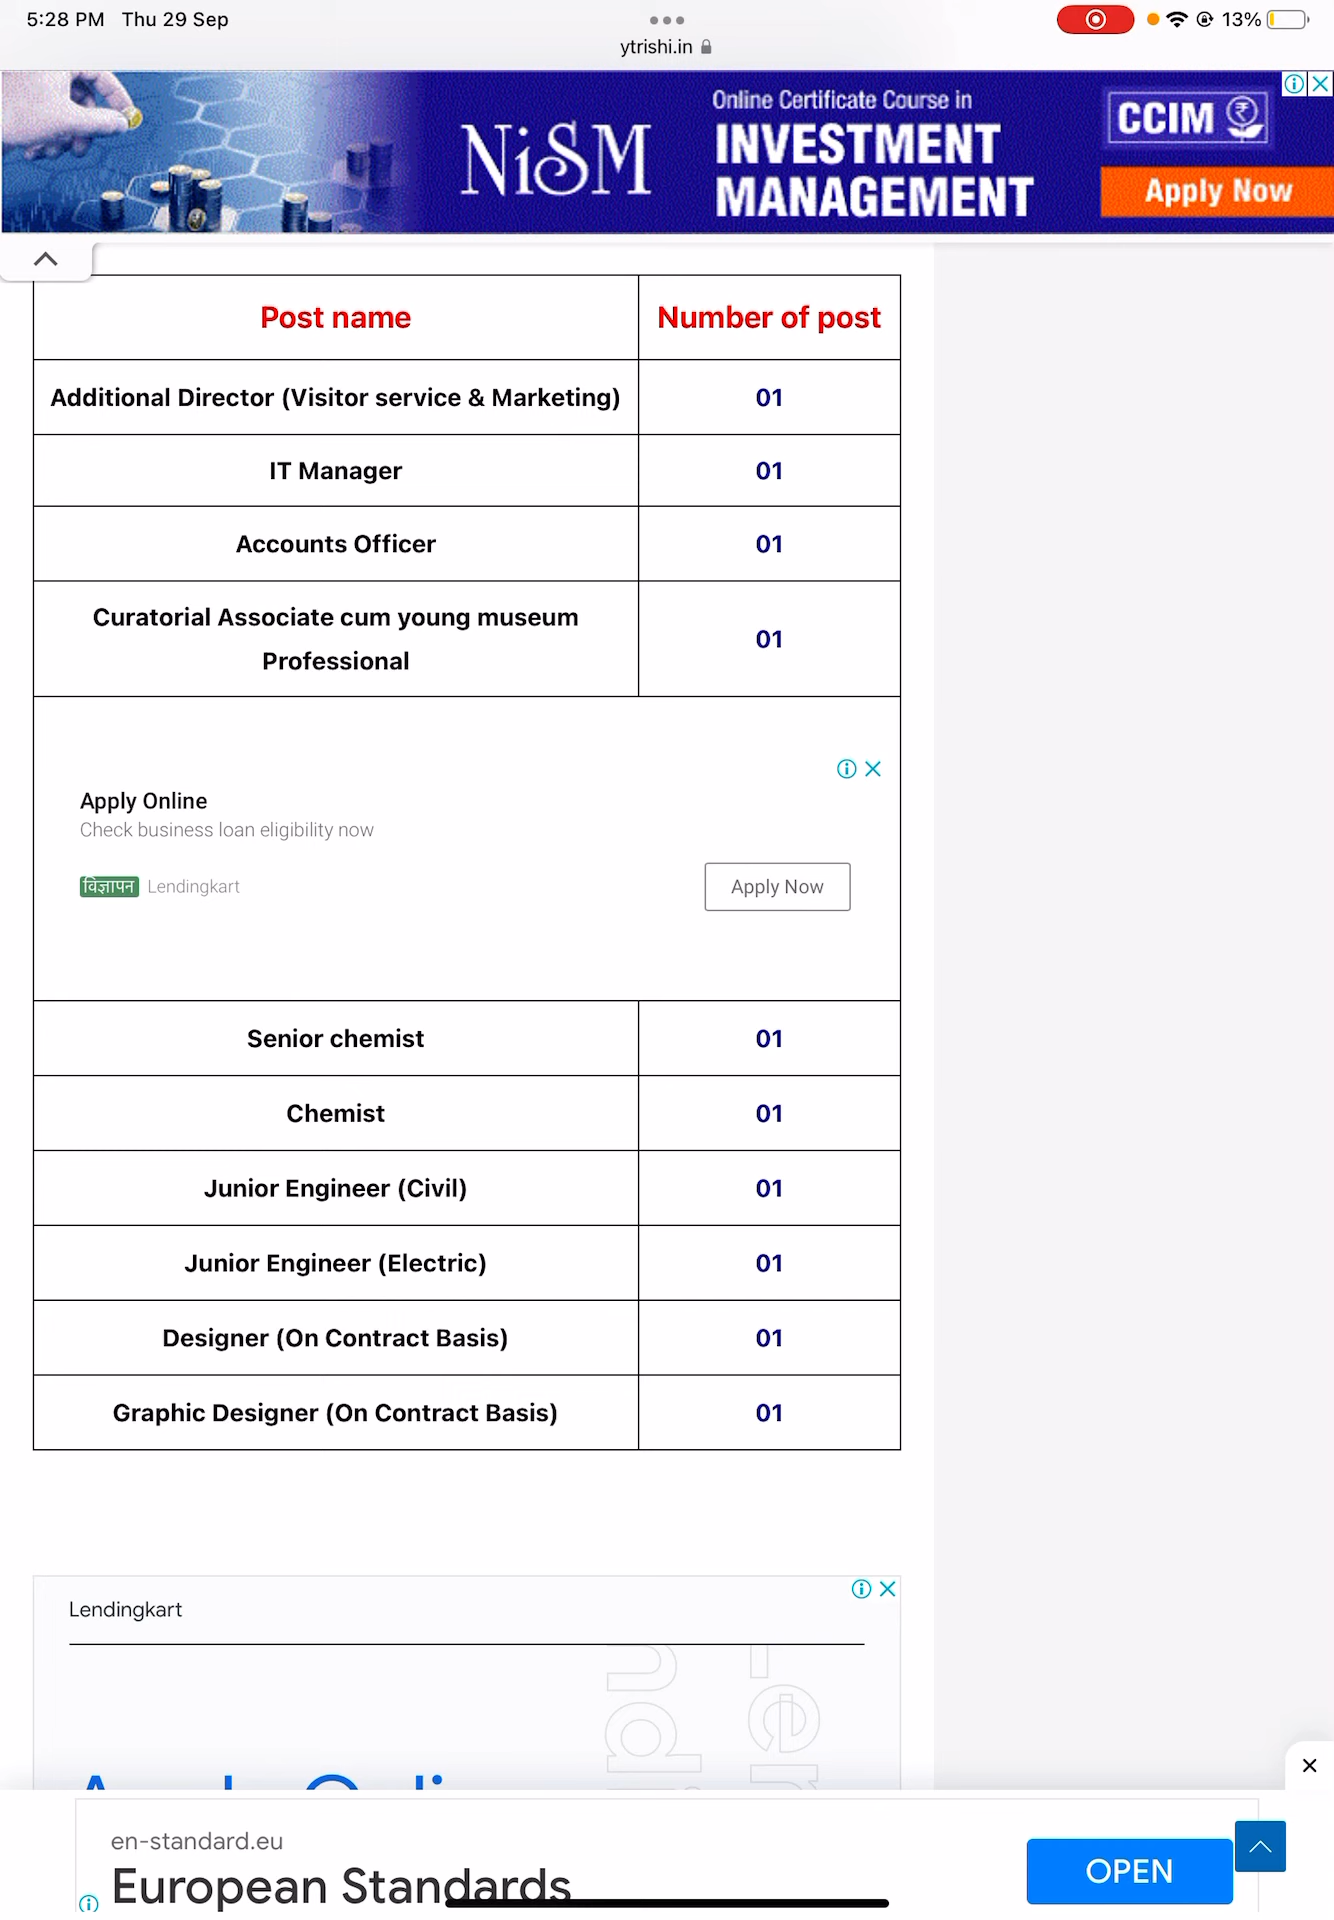 5:28 PM Thu 29 Sep
13%
ytrishi.in
NiSM
Online Certificate Course in
INVESTMENT
MANAGEMENT
CCIM
Apply Now
Post name Number of post
Additional Director (Visitor service & Marketing) 01
IT Manager 01
Accounts Officer 01
Curatorial Associate cum young museum
Professional 01
Apply Online
Check business loan eligibility now
विज्ञापन Lendingkart
Apply Now
Senior chemist 01
Chemist 01
Junior Engineer (Civil) 01
Junior Engineer (Electric) 01
Designer (On Contract Basis) 01
Graphic Designer (On Contract Basis) 01
Lendingkart
en-standard.eu
European Standards
OPEN